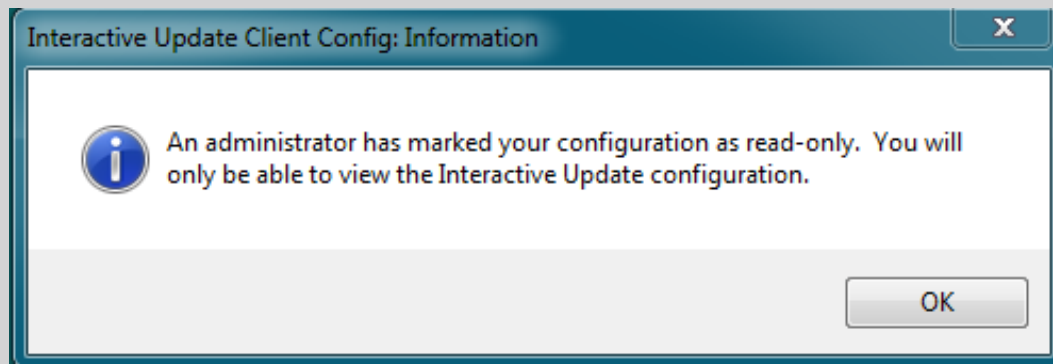 Interactive Update Client Config: Information
An administrator has marked your configuration as read-only.  You will
only be able to view the Interactive Update configuration.
OK